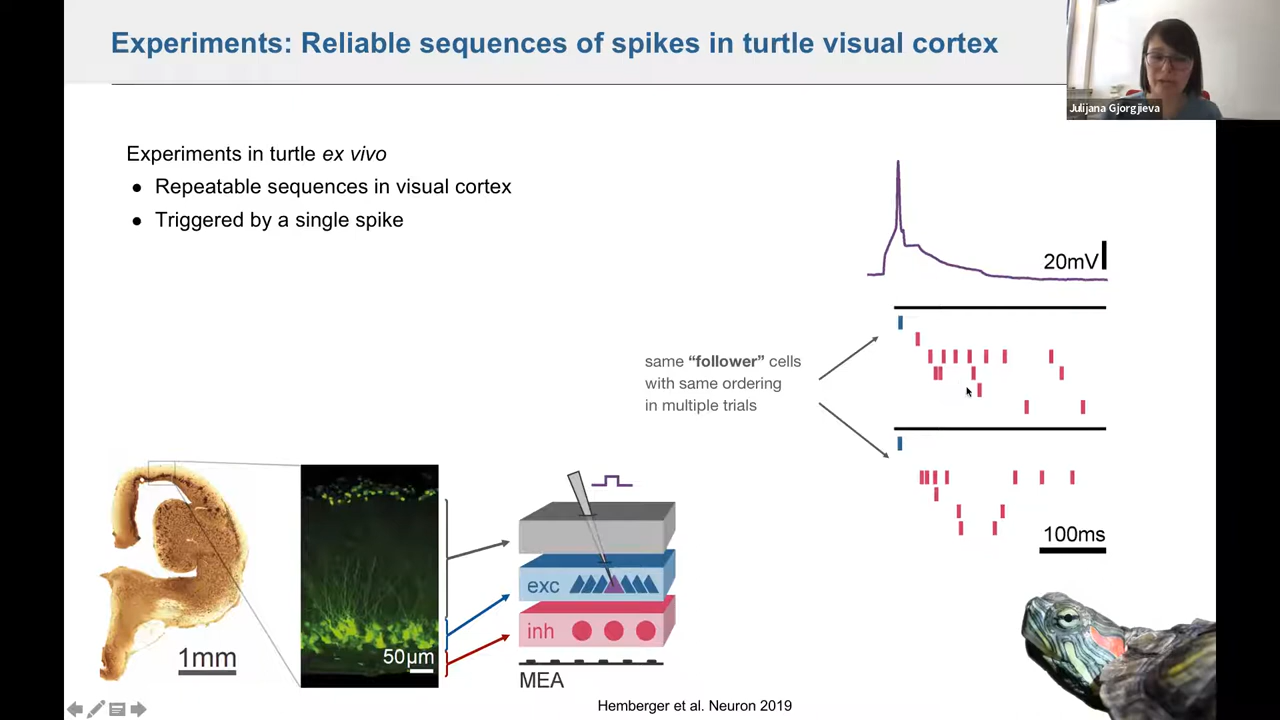 Experiments: Reliable sequences of spikes in turtle visual cortex
Julijana Gjorgjieva
Experiments in turtle ex vivo
● Repeatable sequences in visual cortex
● Triggered by a single spike
20mV
same “follower” cells
with same ordering
in multiple trials
100ms
exc
inh
MEA
1mm
50µm
Hemberger et al. Neuron 2019